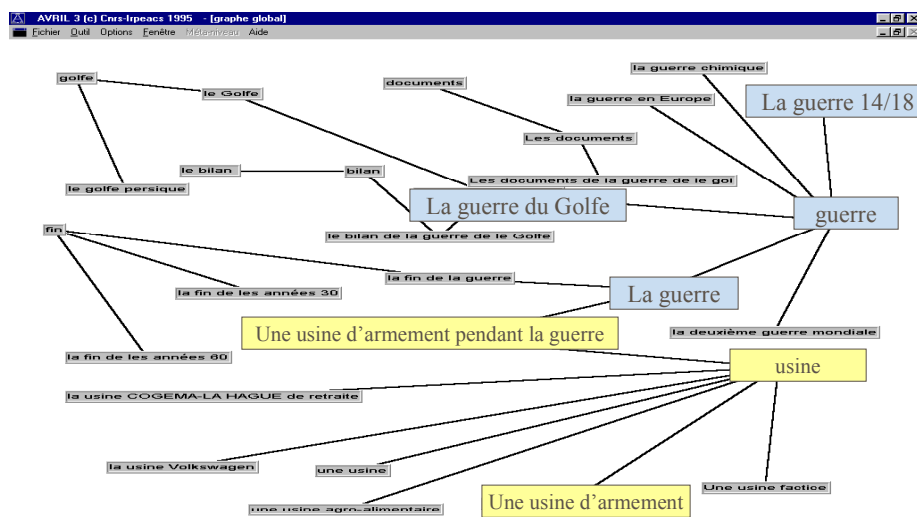 AVRIL 3 (c) Cnrs-Irpeacs 1995 - [graphe global]
Fichier Outil Options Fenêtre Méta-niveau Aide
la guerre chimique
golfe
documents
le Golfe
la guerre en Europe
La guerre 14/18
Les documents
le bilan
bilan
Les documents de la guerre de le gol
le golfe persique
La guerre du Golfe
guerre
fin
le bilan de la guerre de le Golfe
la fin de la guerre
la fin de les années 30
La guerre
Une usine d'armement pendant la guerre
la deuxième guerre mondiale
la fin de les années 60
usine
la usine COGEMA-LA HAGUE de retraite
la usine Volkswagen
une usine
Une usine d'armement
Une usine factice
une usine agro-alimentaire